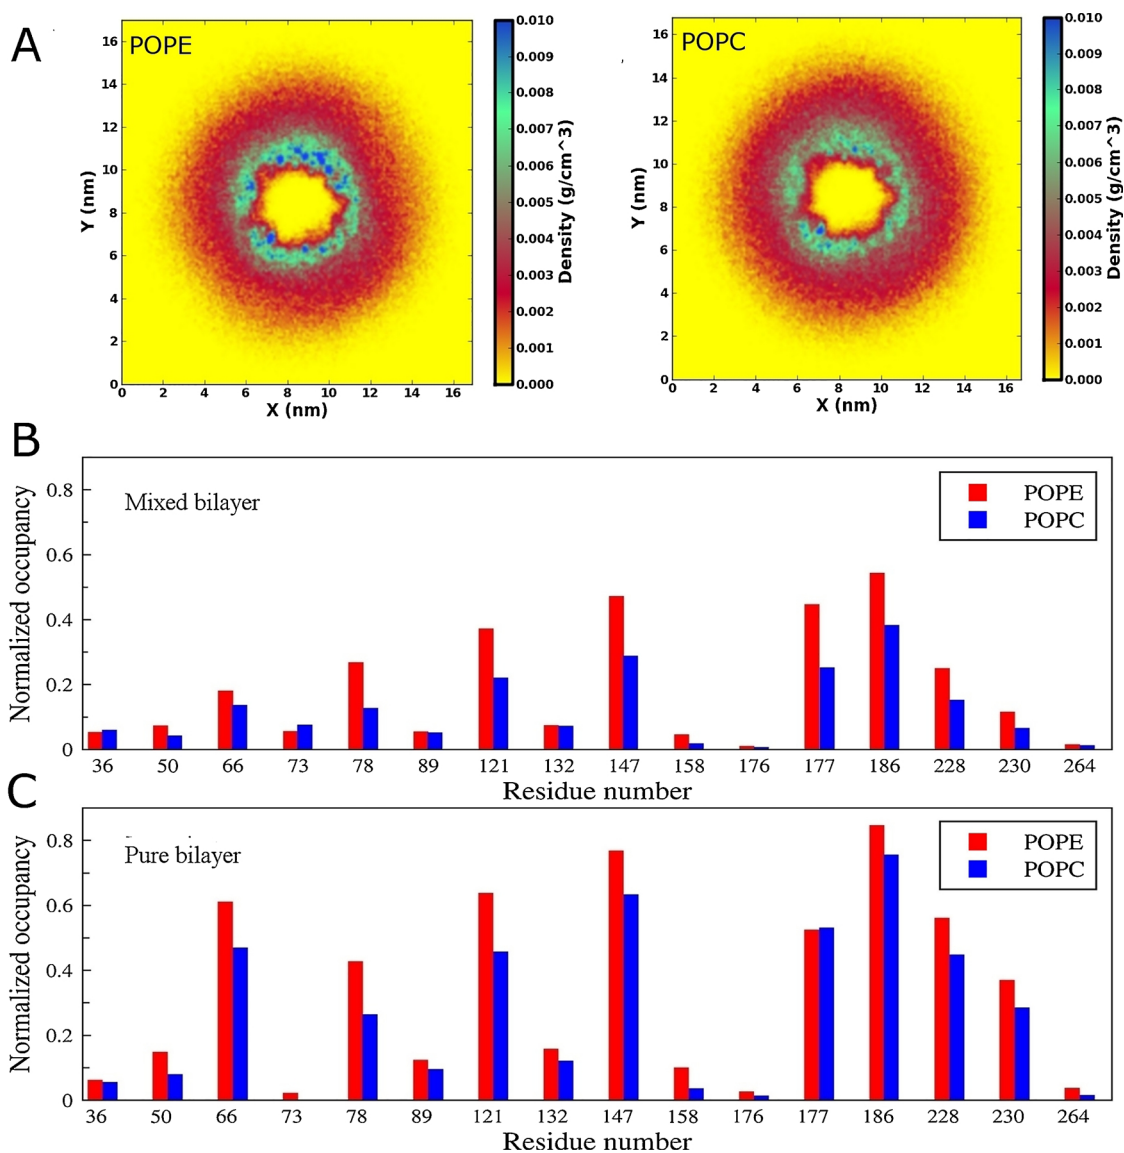 A
POPE
16
14
12
10
8
6
4
2
0
Y (nm)
0 2 4 6 8 10 12 14 16
X (nm)
0.010
0.009
0.008
0.007
0.006
0.005
0.004
0.003
0.002
0.001
0.000
Density (g/cm^3)
POPC
16
14
12
10
8
6
4
2
0
Y (nm)
0 2 4 6 8 10 12 14 16
X (nm)
0.010
0.009
0.008
0.007
0.006
0.005
0.004
0.003
0.002
0.001
0.000
Density (g/cm^3)
B
Mixed bilayer
POPE
POPC
Normalized occupancy
0.8
0.6
0.4
0.2
0
36 50 66 73 78 89 121 132 147 158 176 177 186 228 230 264
Residue number
C
Pure bilayer
POPE
POPC
Normalized occupancy
0.8
0.6
0.4
0.2
0
36 50 66 73 78 89 121 132 147 158 176 177 186 228 230 264
Residue number